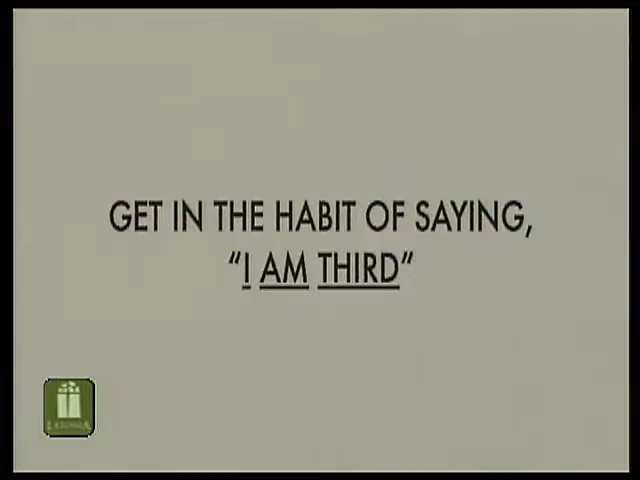 GET IN THE HABIT OF SAYING,
“I AM THIRD”